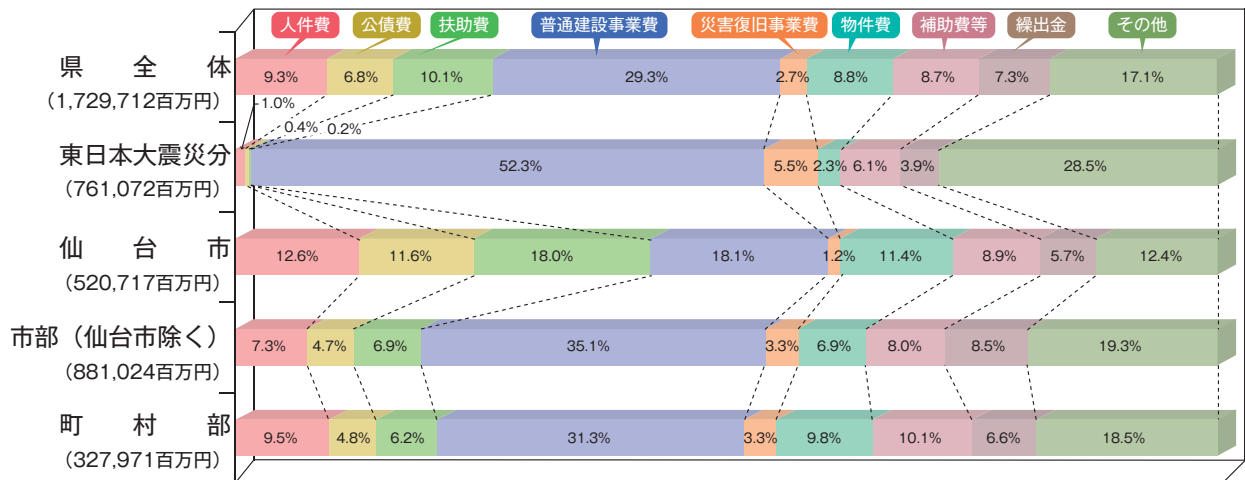 人件費 公債費 扶助費 普通建設事業費 災害復旧事業費 物件費 補助費等 繰出金 その他
県全体
(1,729,712百万円)
9.3% 6.8% 10.1% 29.3% 2.7% 8.8% 8.7% 7.3% 17.1%
1.0%
0.4% 0.2%
東日本大震災分
(761,072百万円)
52.3% 5.5% 2.3% 6.1% 3.9% 28.5%
仙台市
(520,717百万円)
12.6% 11.6% 18.0% 18.1% 1.2% 11.4% 8.9% 5.7% 12.4%
市部(仙台市除く)
(881,024百万円)
7.3% 4.7% 6.9% 35.1% 3.3% 6.9% 8.0% 8.5% 19.3%
町村部
(327,971百万円)
9.5% 4.8% 6.2% 31.3% 3.3% 9.8% 10.1% 6.6% 18.5%